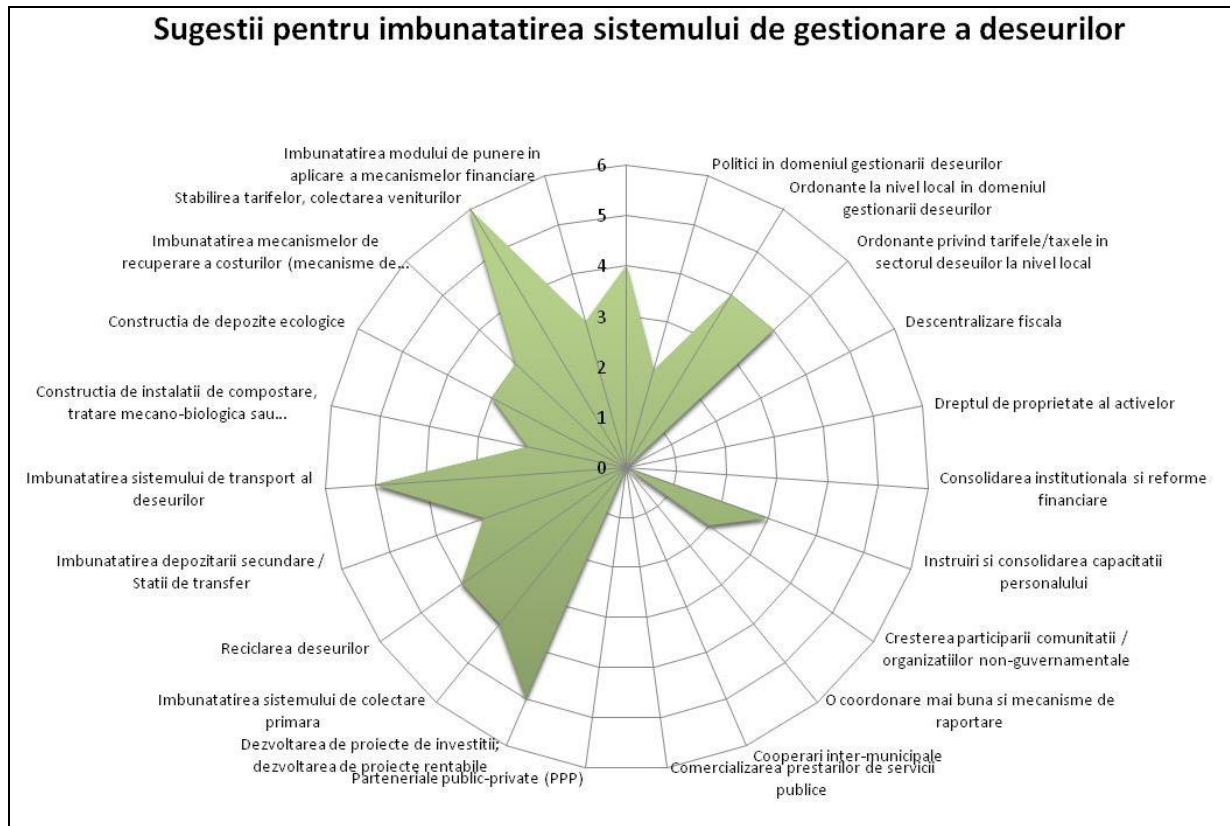 Sugestii pentru imbunatatirea sistemului de gestionare a deseurilor
6
5
4
3
2
1
0
Politici in domeniul gestionarii deseurilor
Ordonante la nivel local in domeniul
gestionarii deseurilor
Ordonante privind tarifele/taxele in
sectorul deseuilor la nivel local
Descentralizare fiscala
Dreptul de proprietate al activelor
Consolidarea institutionala si reforme
financiare
Instruiri si consolidarea capacitatii
personalului
Cresterea participarii comunitatii /
organizatiilor non-guvernamentale
O coordonare mai buna si mecanisme de
raportare
Cooperari inter-municipale
Comercializarea prestarilor de servicii
publice
Parteneriale public-private (PPP)
Dezvoltarea de proiecte de investitii;
dezvoltarea de proiecte rentabile
Imbunatatirea sistemului de colectare
primara
Reciclarea deseurilor
Imbunatatirea depozitarii secundare /
Statii de transfer
Imbunatatirea sistemului de transport al
deseurilor
Constructia de instalatii de compostare,
tratare mecano-biologica sau...
Constructia de depozite ecologice
Imbunatatirea mecanismelor de
recuperare a costurilor (mecanisme de...
Stabilirea tarifelor, colectarea veniturilor
Imbunatatirea modului de punere in
aplicare a mecanismelor financiare